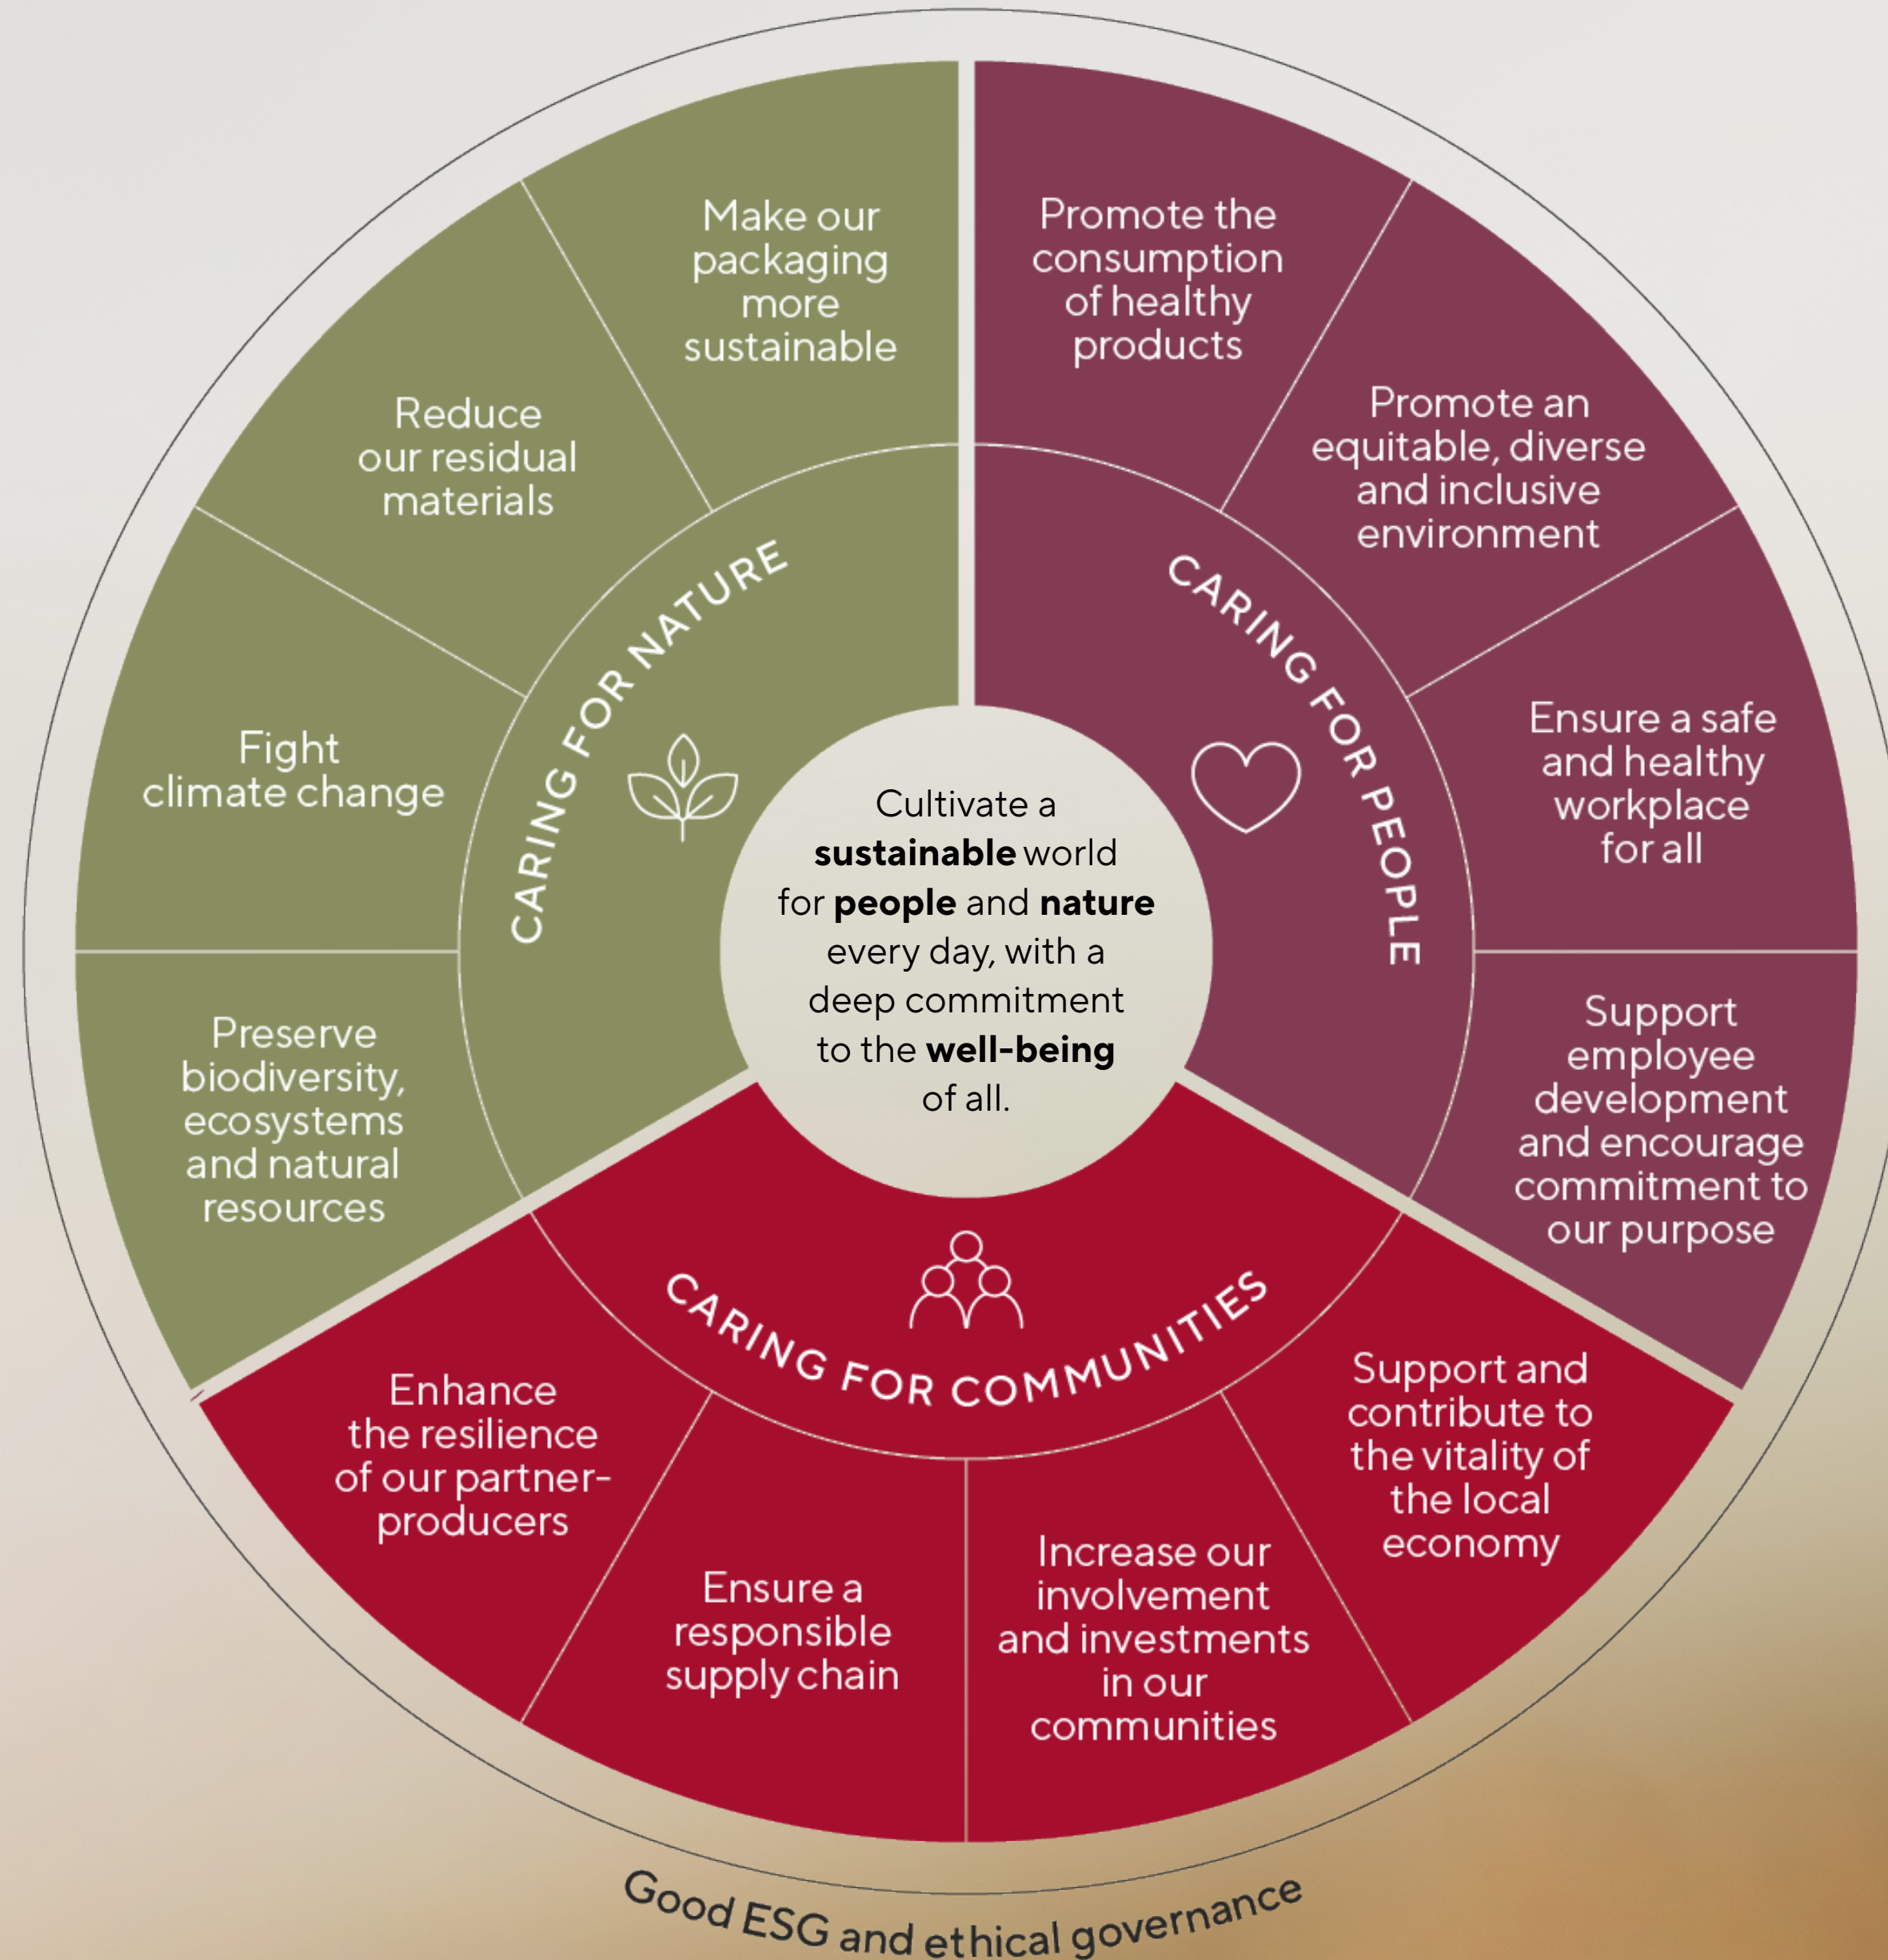 Make our
packaging
more
sustainable
Reduce
our residual
materials
Fight
climate change
Preserve
biodiversity,
ecosystems
and natural
resources
CARING FOR NATURE
Promote the
consumption
of healthy
products
Promote an
equitable, diverse
and inclusive
environment
Ensure a safe
and healthy
workplace
for all
Support
employee
development
and encourage
commitment to
our purpose
CARING FOR PEOPLE
Cultivate a
sustainable world
for people and nature
every day, with a
deep commitment
to the well-being
of all.
CARING FOR COMMUNITIES
Enhance
the resilience
of our partner-
producers
Ensure a
responsible
supply chain
Increase our
involvement
and investments
in our
communities
Support and
contribute to
the vitality of
the local
economy
Good ESG and ethical governance